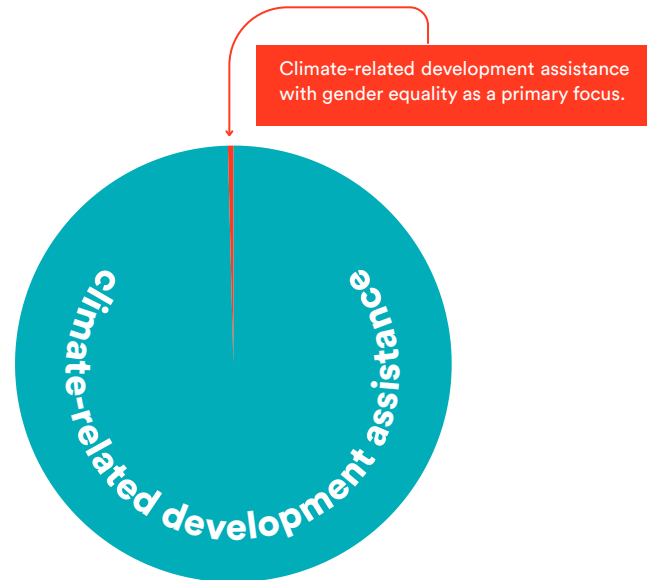 Climate-related development assistance
with gender equality as a primary focus.
climate-related development assistance